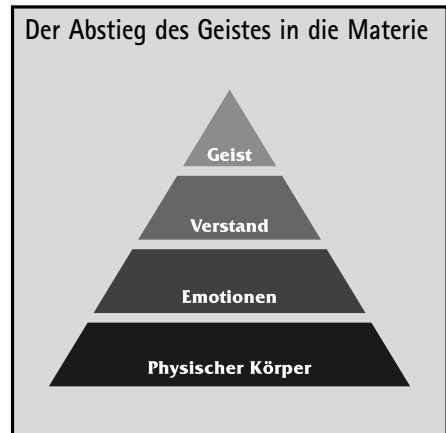 Der Abstieg des Geistes in die Materie
Geist
Verstand
Emotionen
Physischer Körper